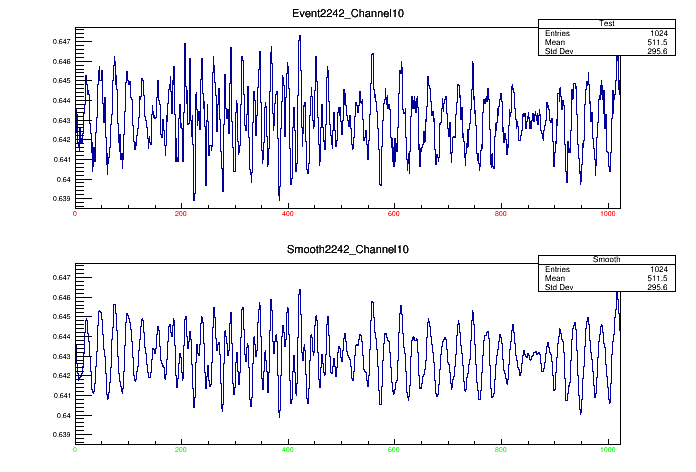 Event2242_Channel10
Test
Entries 1024
Mean 511.5
Std Dev 295.6
0.647
0.646
0.645
0.644
0.643
0.642
0.641
0.64
0.639
0 200 400 600 800 1000
Smooth2242_Channel10
Smooth
Entries 1024
Mean 511.5
Std Dev 295.6
0.647
0.646
0.645
0.644
0.643
0.642
0.641
0.64
0.639
0 200 400 600 800 1000